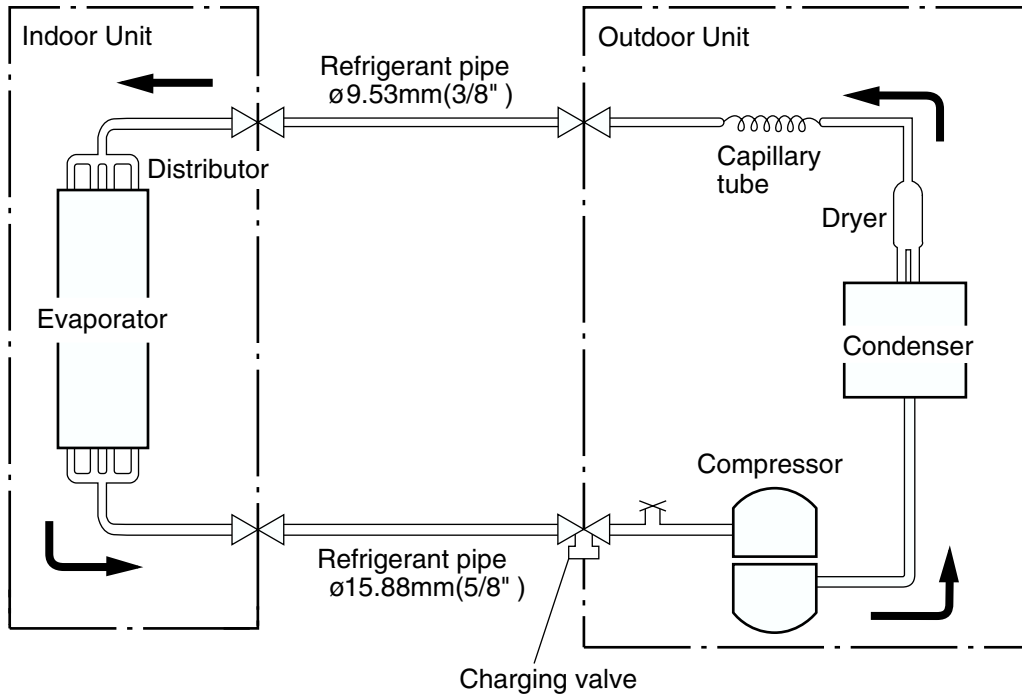 Indoor Unit
Outdoor Unit
Refrigerant pipe
ø9.53mm(3/8" )
Capillary
tube
Distributor
Dryer
Evaporator
Condenser
Compressor
Refrigerant pipe
ø15.88mm(5/8" )
Charging valve